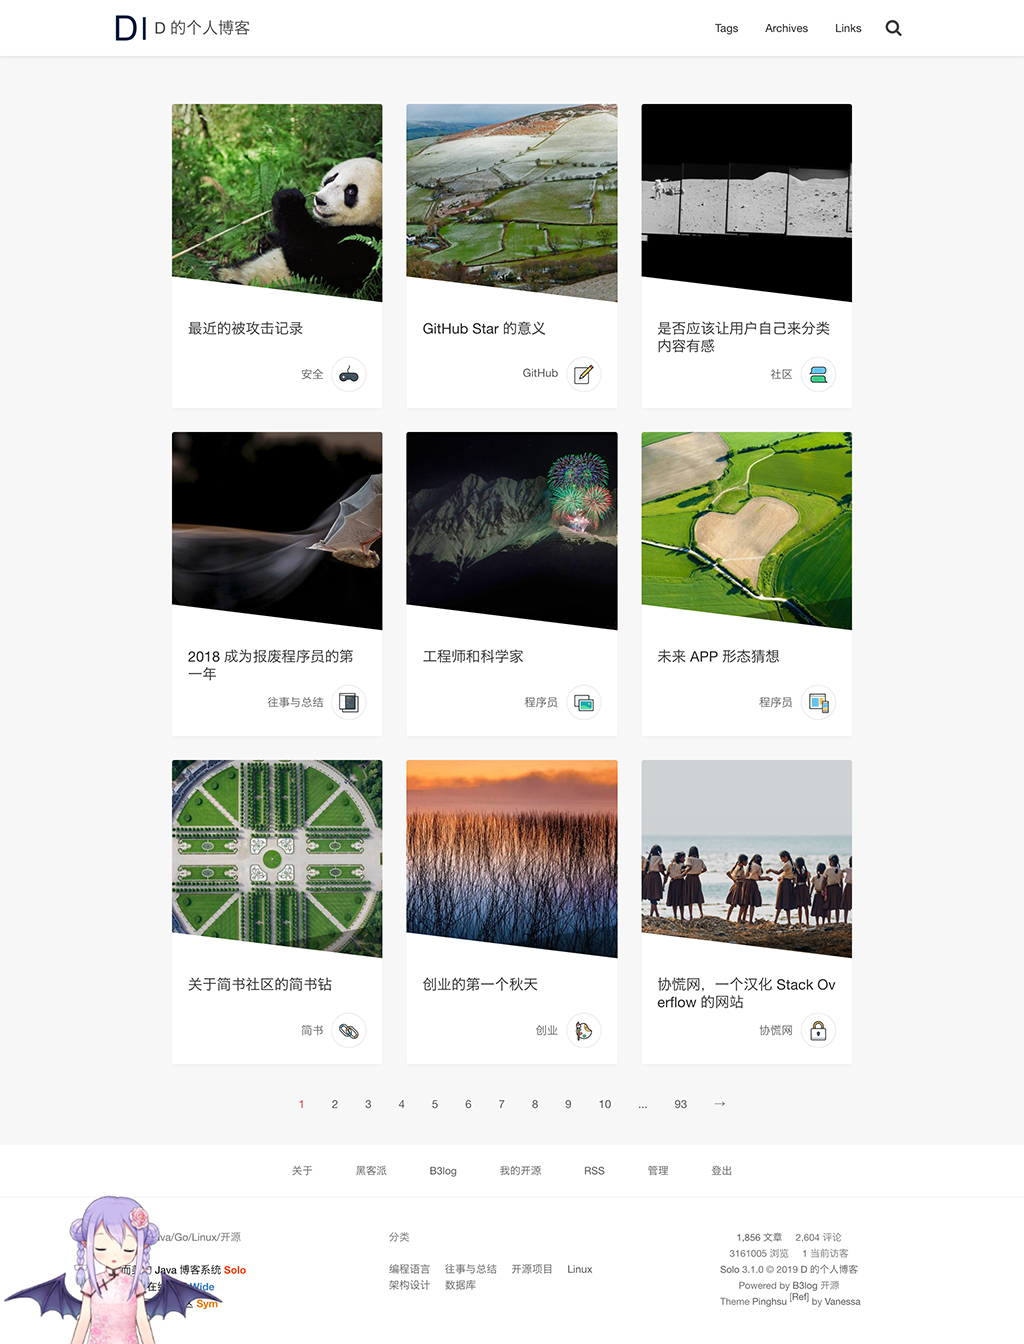 DI D 的个人博客
Tags Archives Links
最近的被攻击记录
安全
GitHub Star 的意义
GitHub
是否应该让用户自己来分类
内容有感
社区
2018 成为报废程序员的第
一年
往事与总结
工程师和科学家
程序员
未来 APP 形态猜想
程序员
关于简书社区的简书钻
简书
创业的第一个秋天
创业
协慌网，一个汉化 Stack Ov
erflow 的网站
协慌网
1 2 3 4 5 6 7 8 9 10 ... 93 →
关于 黑客派 B3log 我的开源 RSS 管理 登出
va/Go/Linux/开源
Java 博客系统 Solo
Wide
Sym
分类
编程语言 往事与总结 开源项目 Linux
架构设计 数据库
1,856 文章 2,604 评论
3161005 浏览 1 当前访客
Solo 3.1.0 © 2019 D 的个人博客
Powered by B3log 开源
Theme Pinghsu [Ref] by Vanessa